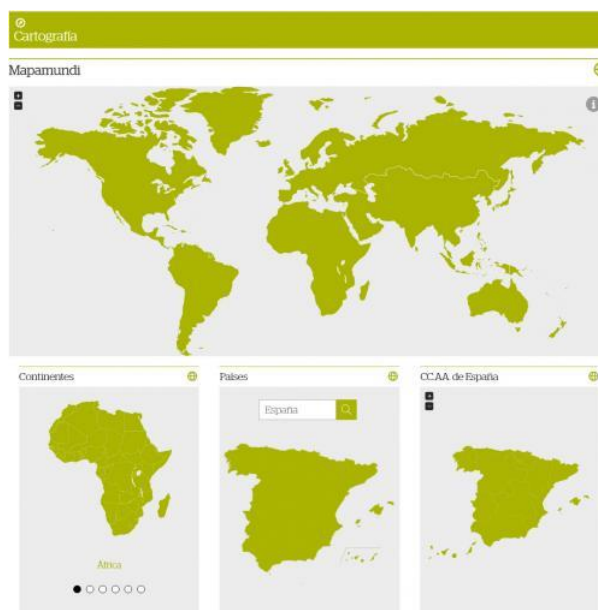 Cartografía
Mapamundi
Continentes
Países
CCAA de España
España
África